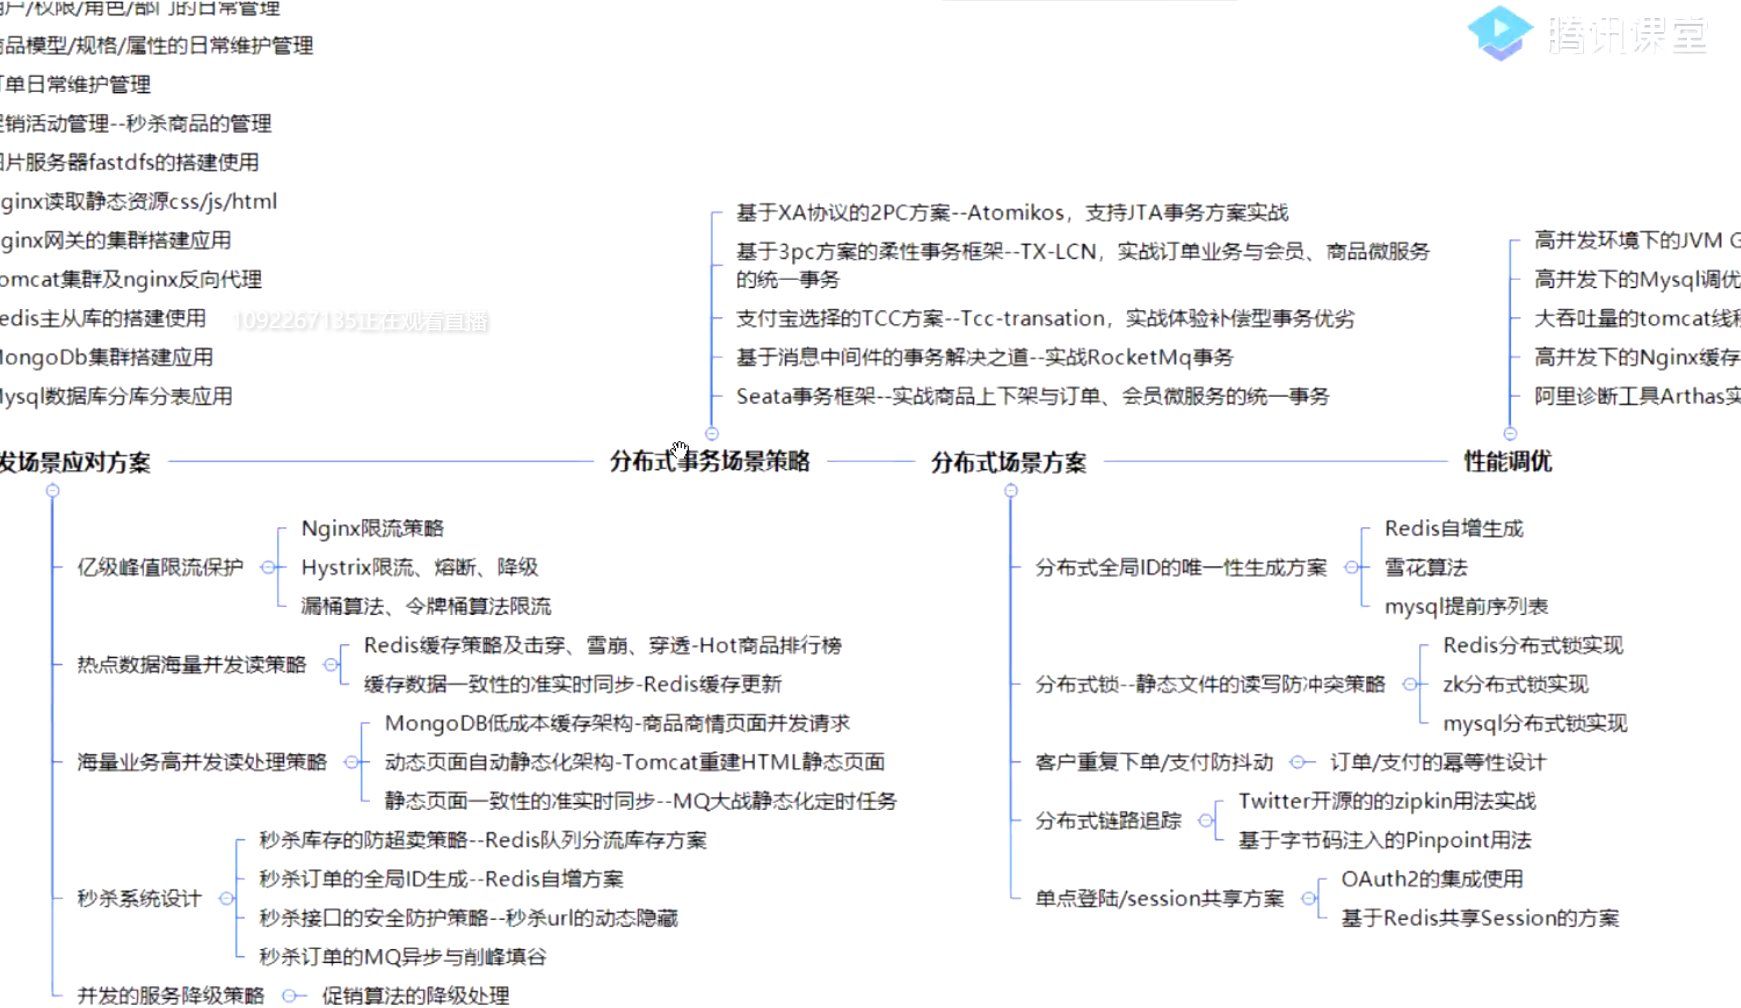 户/权限/角色/部门的日常管理
商品模型/规格/属性的日常维护管理
订单日常维护管理
促销活动管理--秒杀商品的管理
图片服务器fastdfs的搭建使用
ginx读取静态资源css/js/html
ginx网关的集群搭建应用
omcat集群及nginx反向代理
edis主从库的搭建使用
MongoDb集群搭建应用
Mysql数据库分库分表应用
1092267135正在观看直播
腾讯课堂
基于XA协议的2PC方案--Atomikos，支持JTA事务方案实战
基于3pc方案的柔性事务框架--TX-LCN，实战订单业务与会员、商品微服务
的统一事务
支付宝选择的TCC方案--Tcc-transation，实战体验补偿型事务优劣
基于消息中间件的事务解决之道--实战RocketMq事务
Seata事务框架--实战商品上下架与订单、会员微服务的统一事务
高并发环境下的JVM G
高并发下的Mysql调优
大吞吐量的tomcat线程
高并发下的Nginx缓存
阿里诊断工具Arthas实
发场景应对方案
分布式事务场景策略
分布式场景方案
性能调优
亿级峰值限流保护
Nginx限流策略
Hystrix限流、熔断、降级
漏桶算法、令牌桶算法限流
热点数据海量并发读策略
Redis缓存策略及击穿、雪崩、穿透-Hot商品排行榜
缓存数据一致性的准实时同步-Redis缓存更新
海量业务高并发读处理策略
MongoDB低成本缓存架构-商品商情页面并发请求
动态页面自动静态化架构-Tomcat重建HTML静态页面
静态页面一致性的准实时同步--MQ大战静态化定时任务
秒杀系统设计
秒杀库存的防超卖策略--Redis队列分流库存方案
秒杀订单的全局ID生成--Redis自增方案
秒杀接口的安全防护策略--秒杀url的动态隐藏
秒杀订单的MQ异步与削峰填谷
并发的服务降级策略
促销算法的降级处理
分布式全局ID的唯一性生成方案
Redis自增生成
雪花算法
mysql提前序列表
分布式锁--静态文件的读写防冲突策略
Redis分布式锁实现
zk分布式锁实现
mysql分布式锁实现
客户重复下单/支付防抖动
订单/支付的幂等性设计
分布式链路追踪
Twitter开源的的zipkin用法实战
基于字节码注入的Pinpoint用法
单点登陆/session共享方案
OAuth2的集成使用
基于Redis共享Session的方案